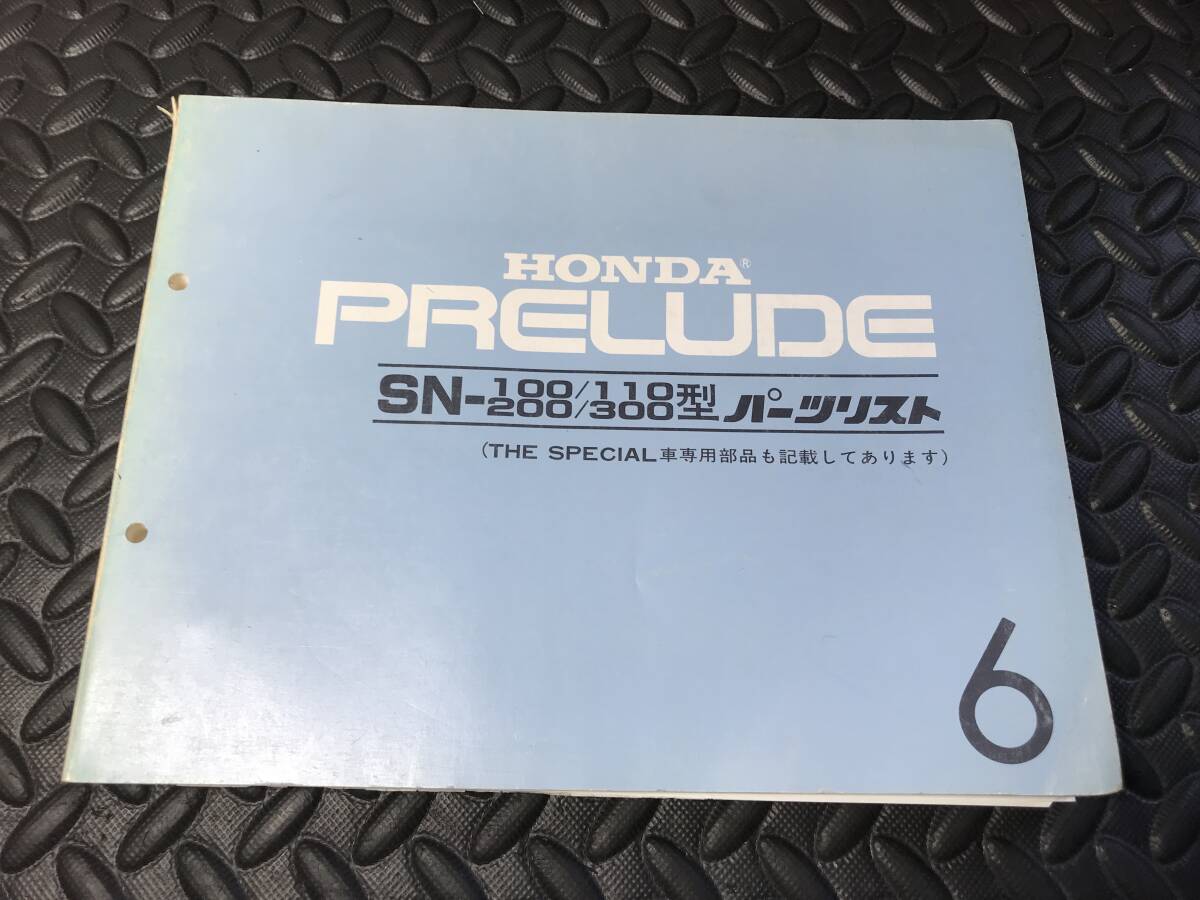 HONDA®
PRELUDE
SN-100/110 200/300型 パーツリスト
(THE SPECIAL車専用部品も記載してあります)
6